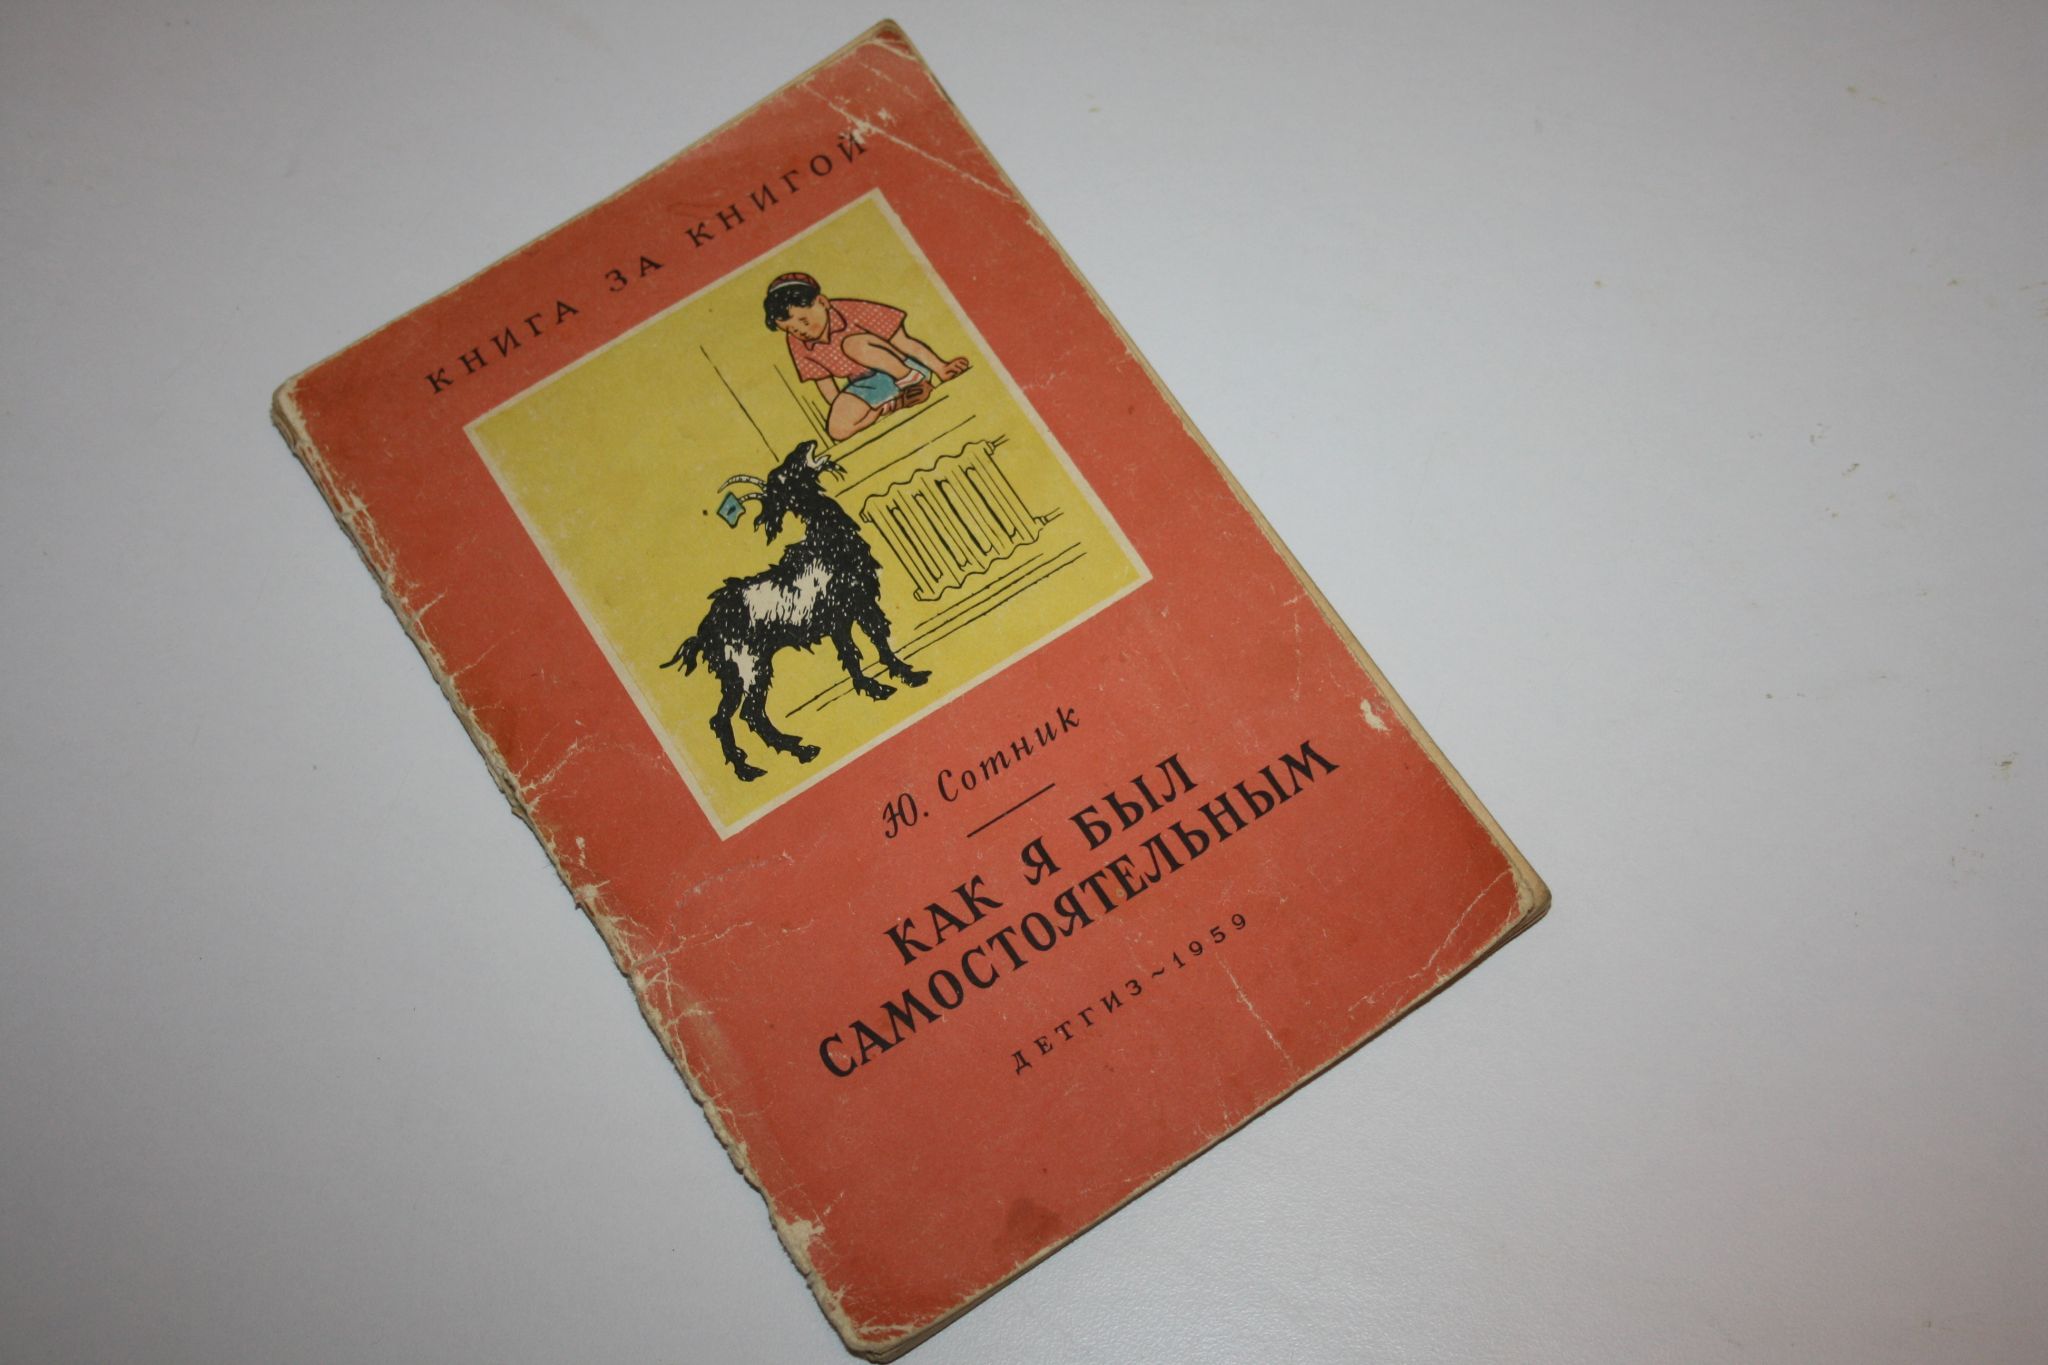 КНИГА ЗА КНИГОЙ
Ю. Сотник
КАК Я БЫЛ
САМОСТОЯТЕЛЬНЫМ
ДЕТГИЗ ~ 1959